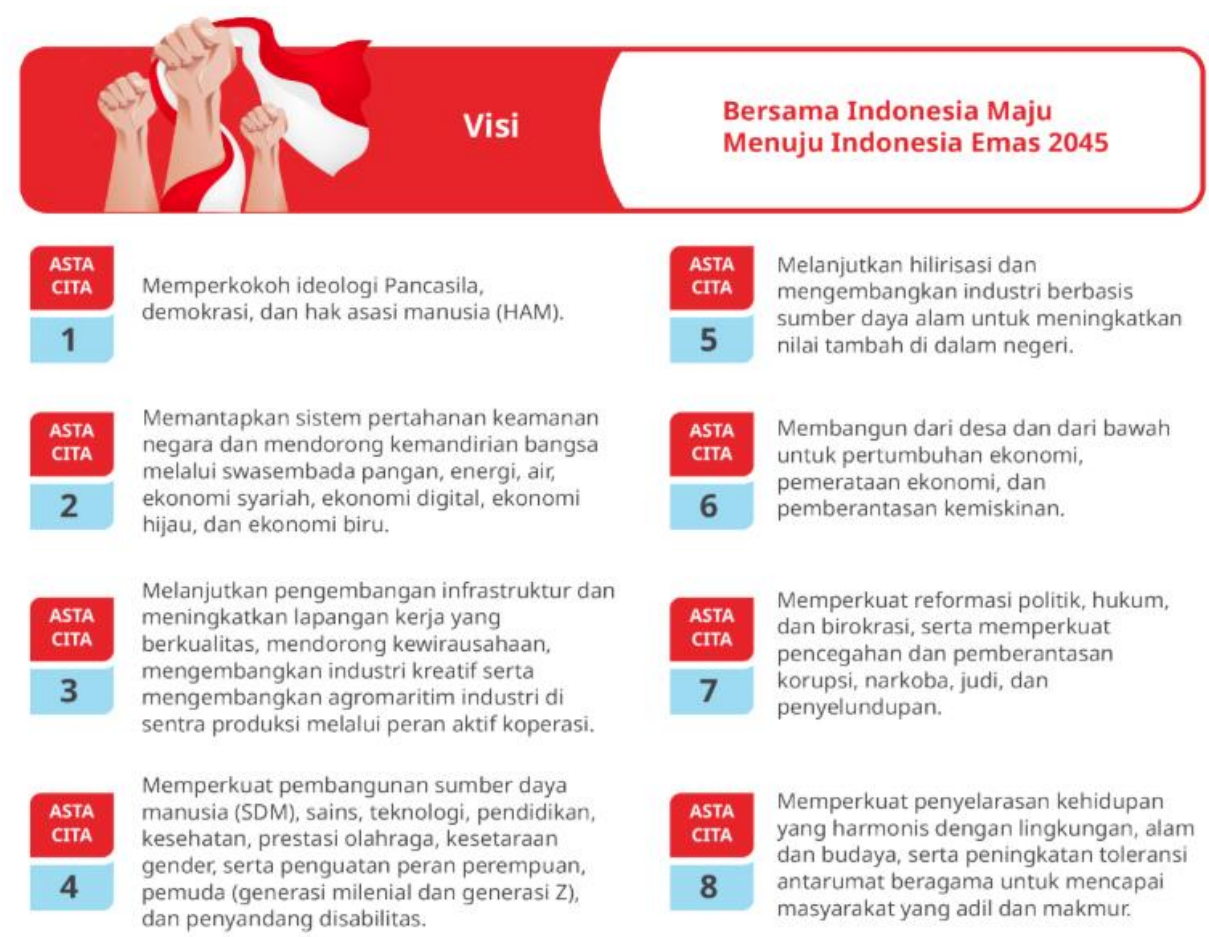 Visi
Bersama Indonesia Maju
Menuju Indonesia Emas 2045
ASTA
CITA
1
Memperkokoh ideologi Pancasila,
demokrasi, dan hak asasi manusia (HAM).
ASTA
CITA
2
Memantapkan sistem pertahanan keamanan
negara dan mendorong kemandirian bangsa
melalui swasembada pangan, energi, air,
ekonomi syariah, ekonomi digital, ekonomi
hijau, dan ekonomi biru.
ASTA
CITA
3
Melanjutkan pengembangan infrastruktur dan
meningkatkan lapangan kerja yang
berkualitas, mendorong kewirausahaan,
mengembangkan industri kreatif serta
mengembangkan agromaritim industri di
sentra produksi melalui peran aktif koperasi.
ASTA
CITA
4
Memperkuat pembangunan sumber daya
manusia (SDM), sains, teknologi, pendidikan,
kesehatan, prestasi olahraga, kesetaraan
gender, serta penguatan peran perempuan,
pemuda (generasi milenial dan generasi Z),
dan penyandang disabilitas.
ASTA
CITA
5
Melanjutkan hilirisasi dan
mengembangkan industri berbasis
sumber daya alam untuk meningkatkan
nilai tambah di dalam negeri.
ASTA
CITA
6
Membangun dari desa dan dari bawah
untuk pertumbuhan ekonomi,
pemerataan ekonomi, dan
pemberantasan kemiskinan.
ASTA
CITA
7
Memperkuat reformasi politik, hukum,
dan birokrasi, serta memperkuat
pencegahan dan pemberantasan
korupsi, narkoba, judi, dan
penyelundupan.
ASTA
CITA
8
Memperkuat penyelarasan kehidupan
yang harmonis dengan lingkungan, alam
dan budaya, serta peningkatan toleransi
antarumat beragama untuk mencapai
masyarakat yang adil dan makmur.